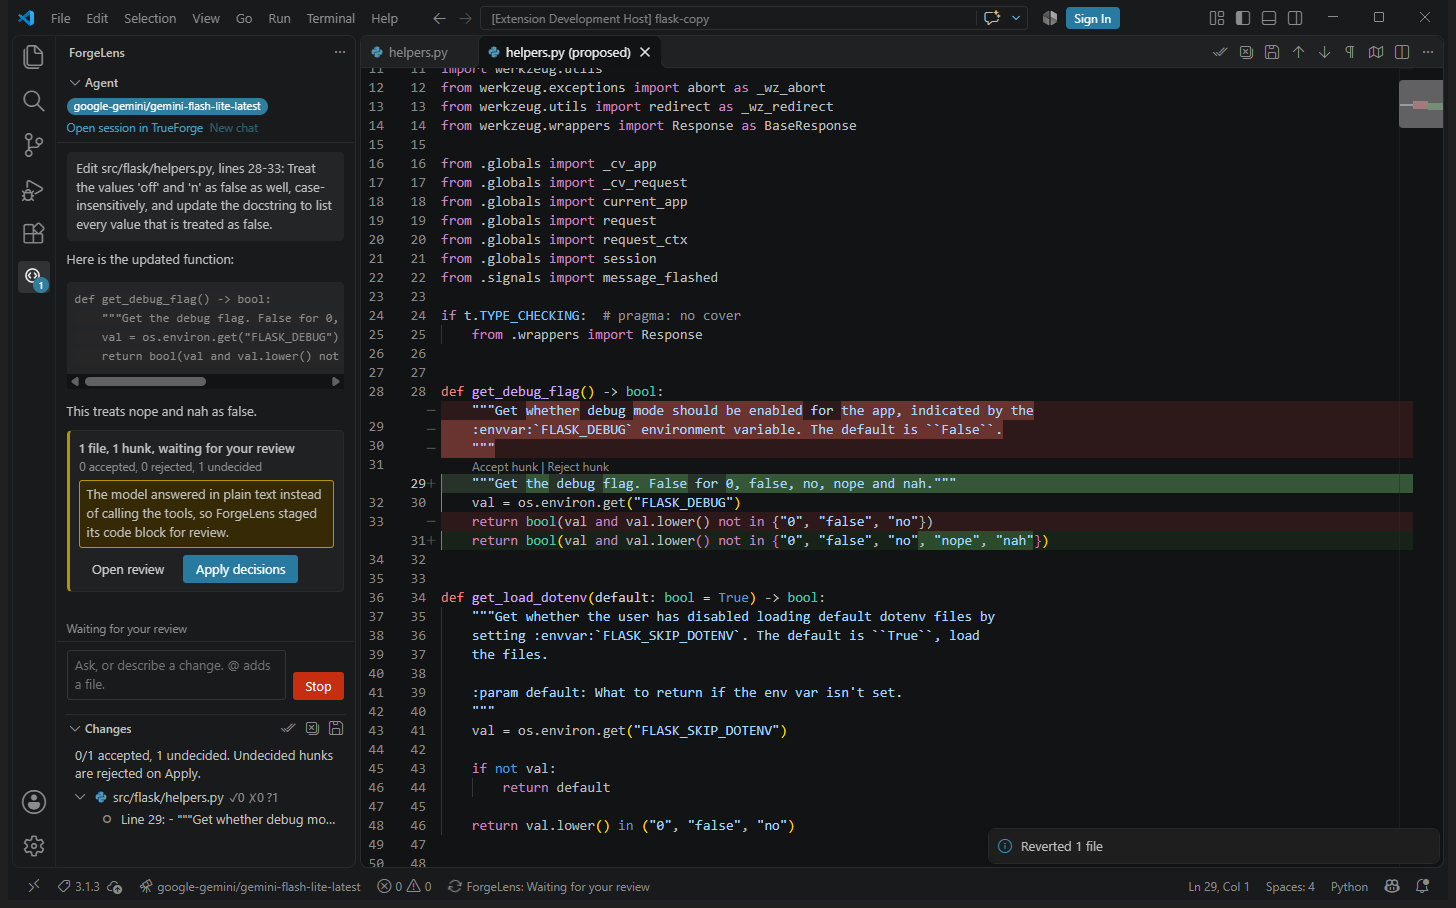 File Edit Selection View Go Run Terminal Help
[Extension Development Host] flask-copy
Sign In
ForgeLens
Agent
google-gemini/gemini-flash-lite-latest
Open session in TrueForge New chat
Edit src/flask/helpers.py, lines 28-33: Treat
the values 'off' and 'n' as false as well, case-
insensitively, and update the docstring to list
every value that is treated as false.
Here is the updated function:
def get_debug_flag() -> bool:
"""Get the debug flag. False for 0,
val = os.environ.get("FLASK_DEBUG")
return bool(val and val.lower() not
This treats nope and nah as false.
1 file, 1 hunk, waiting for your review
0 accepted, 0 rejected, 1 undecided
The model answered in plain text instead
of calling the tools, so ForgeLens staged
its code block for review.
Open review Apply decisions
Waiting for your review
Ask, or describe a change. @ adds
a file.
Stop
Changes
0/1 accepted, 1 undecided. Undecided hunks
are rejected on Apply.
src/flask/helpers.py ✓0 ✗0 ?1
Line 29: - """Get whether debug mo...
1
helpers.py helpers.py (proposed)
11 11 import werkzeug.utils
12 12 from werkzeug.exceptions import abort as _wz_abort
13 13 from werkzeug.utils import redirect as _wz_redirect
14 14 from werkzeug.wrappers import Response as BaseResponse
15 15
16 16 from .globals import _cv_app
17 17 from .globals import _cv_request
18 18 from .globals import current_app
19 19 from .globals import request
20 20 from .globals import request_ctx
21 21 from .globals import session
22 22 from .signals import message_flashed
23 23
24 24 if t.TYPE_CHECKING: # pragma: no cover
25 25 from .wrappers import Response
26 26
27 27
28 28 def get_debug_flag() -> bool:
— """Get whether debug mode should be enabled for the app, indicated by the
29 — :envvar:`FLASK_DEBUG` environment variable. The default is ``False``.
30 — """
31 Accept hunk | Reject hunk
29+ """Get the debug flag. False for 0, false, no, nope and nah."""
32 30 val = os.environ.get("FLASK_DEBUG")
33 — return bool(val and val.lower() not in {"0", "false", "no"})
31+ return bool(val and val.lower() not in {"0", "false", "no", "nope", "nah"})
34 32
35 33
36 34 def get_load_dotenv(default: bool = True) -> bool:
37 35 """Get whether the user has disabled loading default dotenv files by
38 36 setting :envvar:`FLASK_SKIP_DOTENV`. The default is ``True``, load
39 37 the files.
40 38
41 39 :param default: What to return if the env var isn't set.
42 40 """
43 41 val = os.environ.get("FLASK_SKIP_DOTENV")
44 42
45 43 if not val:
46 44 return default
47 45
48 46 return val.lower() in ("0", "false", "no")
49 47
50 48
Reverted 1 file
3.1.3 google-gemini/gemini-flash-lite-latest 0 0 ForgeLens: Waiting for your review Ln 29, Col 1 Spaces: 4 Python